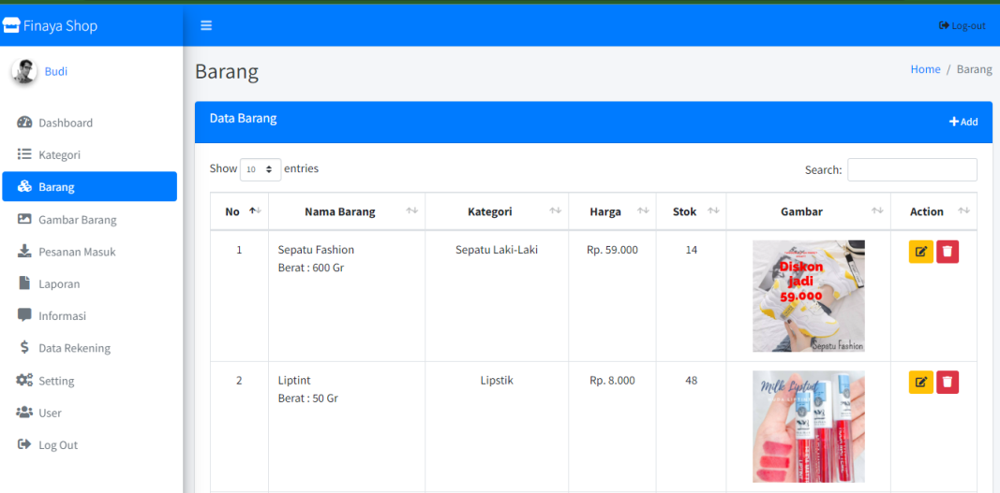 Finaya Shop
Log-out
Budi
Barang
Home / Barang
Dashboard
Kategori
Barang
Gambar Barang
Pesanan Masuk
Laporan
Informasi
Data Rekening
Setting
User
Log Out
Data Barang
Add
Show 10 entries
Search:
No Nama Barang Kategori Harga Stok Gambar Action
1 Sepatu Fashion Sepatu Laki-Laki Rp. 59.000 14
Berat : 600 Gr
Diskon
jadi
59.000
Sepatu Fashion
2 Liptint Lipstik Rp. 8.000 48
Berat : 50 Gr
Milk Liptint